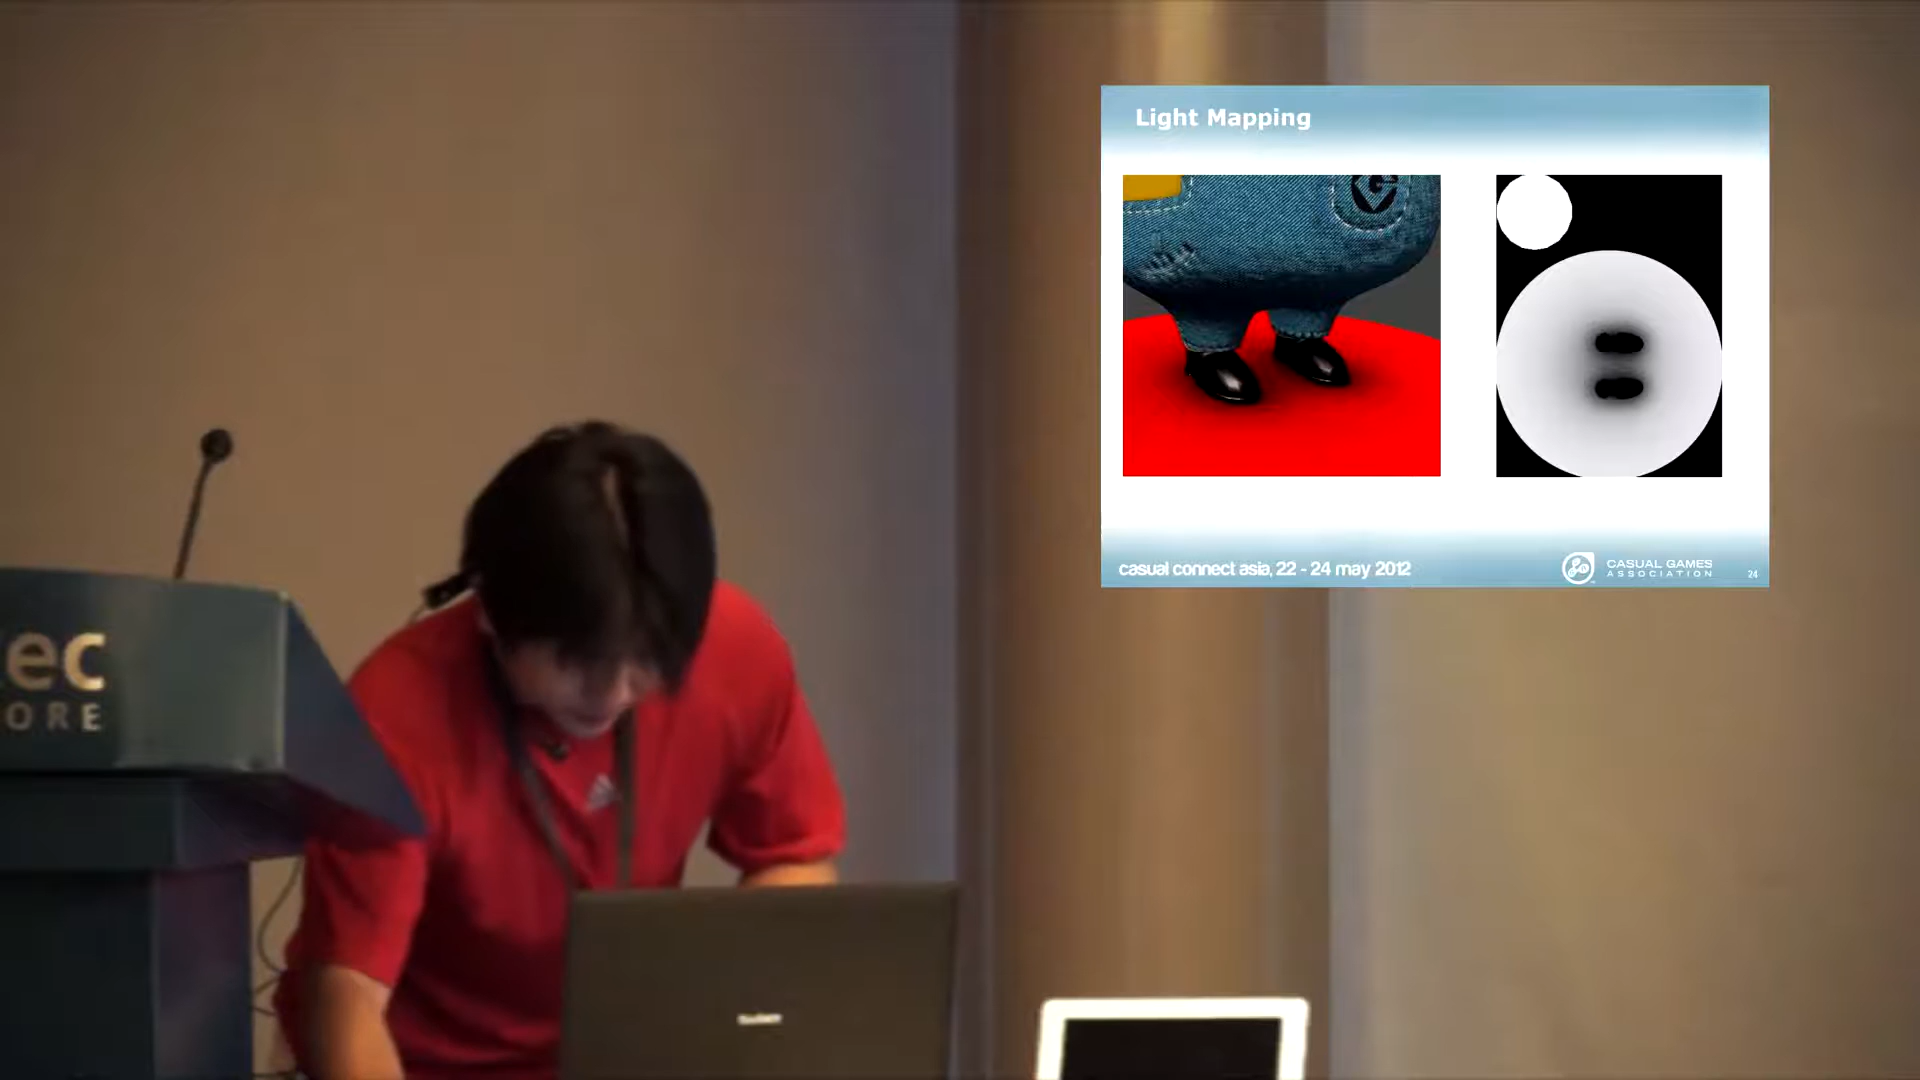 Light Mapping
G
casual connect asia, 22 - 24 may 2012
CASUAL GAMES
ASSOCIATION
24
ec
ORE